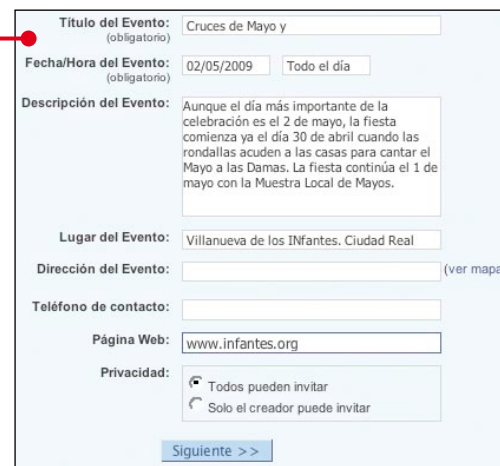 Título del Evento: Cruces de Mayo y
(obligatorio)
Fecha/Hora del Evento: 02/05/2009 Todo el día
(obligatorio)
Descripción del Evento: Aunque el día más importante de la
celebración es el 2 de mayo, la fiesta
comienza ya el día 30 de abril cuando las
rondallas acuden a las casas para cantar el
Mayo a las Damas. La fiesta continúa el 1 de
mayo con la Muestra Local de Mayos.
Lugar del Evento: Villanueva de los INfantes. Ciudad Real
Dirección del Evento: (ver mapa
Teléfono de contacto:
Página Web: www.infantes.org
Privacidad:
Todos pueden invitar
Solo el creador puede invitar
Siguiente >>